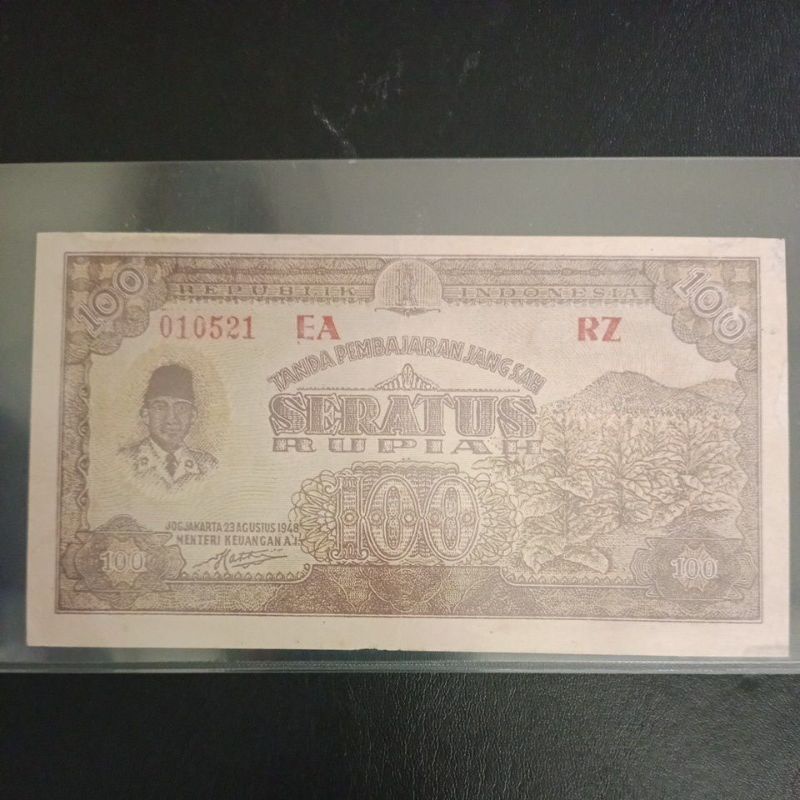 100 REPUBLIK INDONESIA 100
010521 EA RZ
TANDA PEMBAJARAN JANG SAH
SERATUS
RUPIAH
100
JOGJAKARTA 23 AGUSTUS 1948
MENTERI KEUANGAN A.I.
100 100